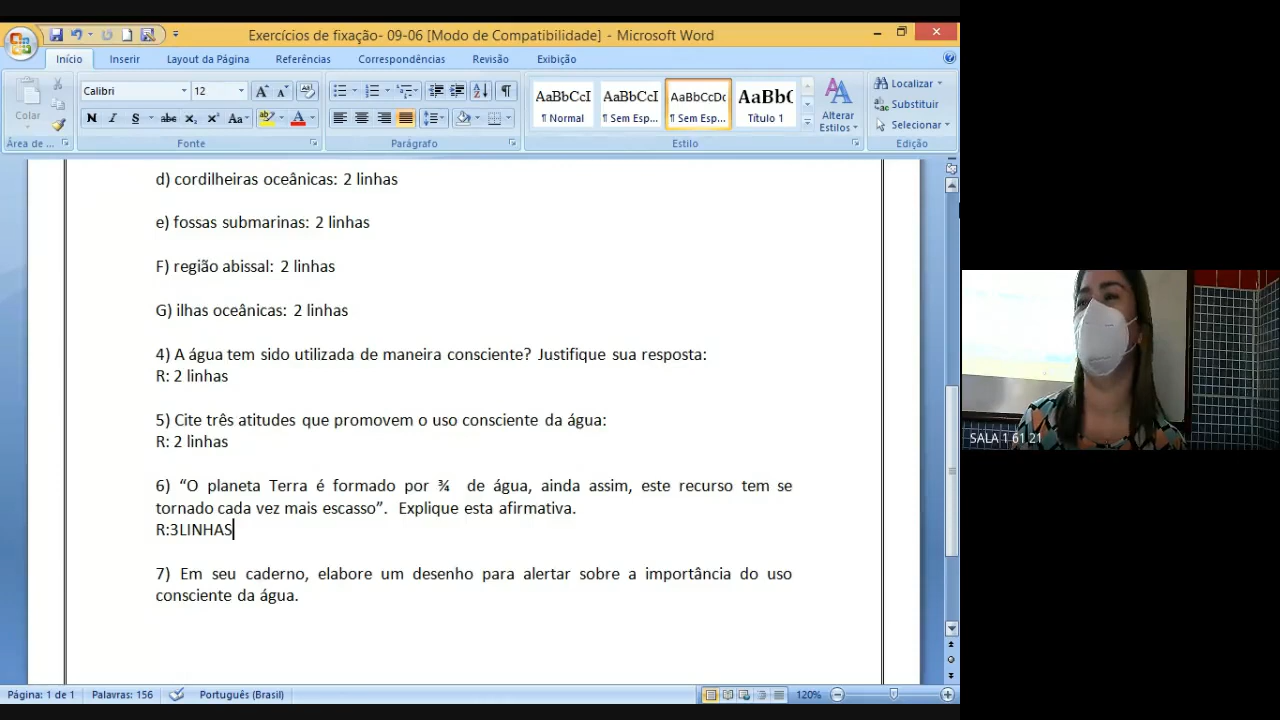 Exercícios de fixação- 09-06 [Modo de Compatibilidade] - Microsoft Word
Início Inserir Layout da Página Referências Correspondências Revisão Exibição
Colar
Calibri 12
N I S abc x₂ x² Aa
AaBbCcI AaBbCcI AaBbCcDc AaBbC
¶ Normal ¶ Sem Esp... ¶ Sem Esp... Título 1
Alterar Estilos
Localizar
Substituir
Selecionar
Área de ... Fonte Parágrafo Estilo Edição
d) cordilheiras oceânicas: 2 linhas
e) fossas submarinas: 2 linhas
F) região abissal: 2 linhas
G) ilhas oceânicas: 2 linhas
4) A água tem sido utilizada de maneira consciente? Justifique sua resposta:
R: 2 linhas
5) Cite três atitudes que promovem o uso consciente da água:
R: 2 linhas
6) “O planeta Terra é formado por ¾ de água, ainda assim, este recurso tem se
tornado cada vez mais escasso”. Explique esta afirmativa.
R:3LINHAS
7) Em seu caderno, elabore um desenho para alertar sobre a importância do uso
consciente da água.
SALA 1 61 21
Página: 1 de 1 Palavras: 156 Português (Brasil) 120%